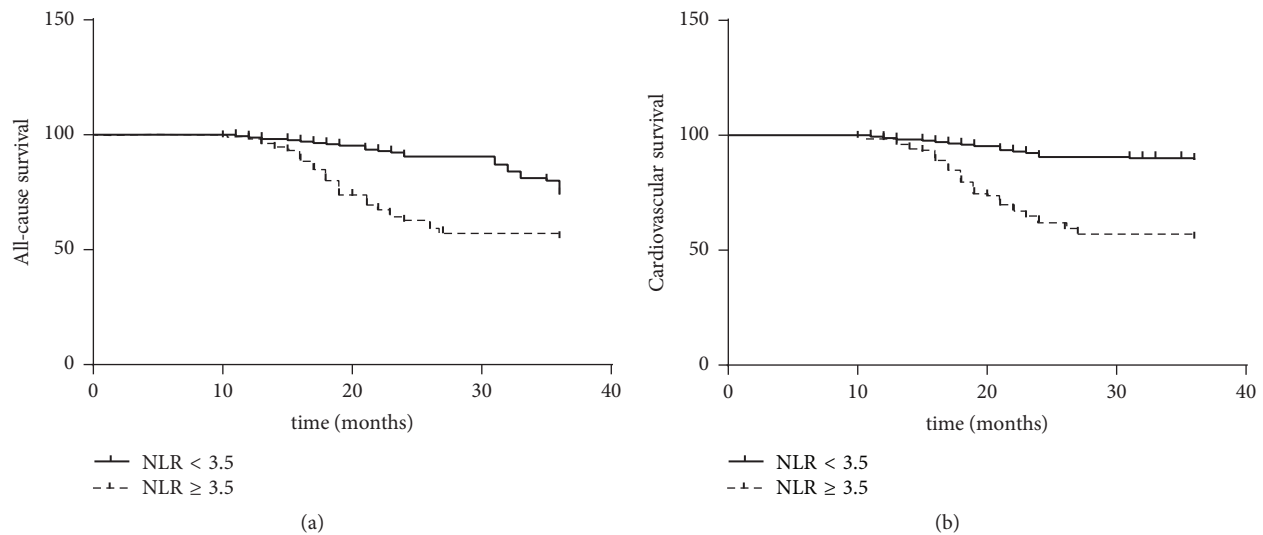 150
100
50
0
All-cause survival
0
10
20
30
40
time (months)
NLR < 3.5
NLR ≥ 3.5
(a)
150
100
50
0
Cardiovascular survival
0
10
20
30
40
time (months)
NLR < 3.5
NLR ≥ 3.5
(b)